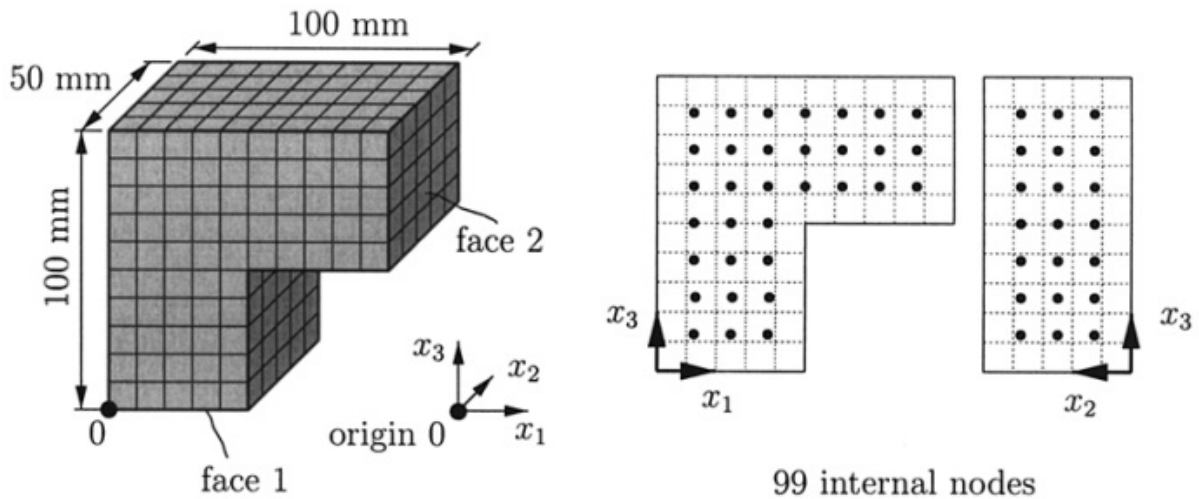 100 mm
50 mm
100 mm
face 2
x3
x2
x1
0
origin 0
face 1
x3
x1
x3
x2
99 internal nodes